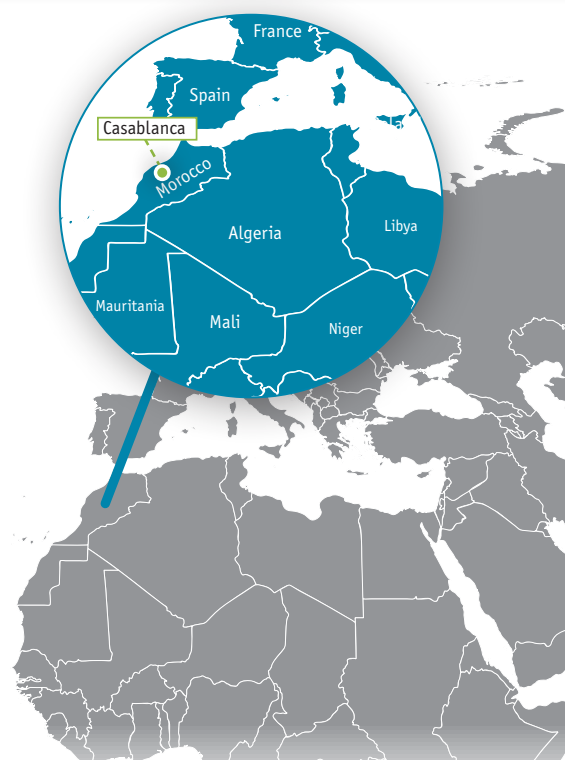 France
Spain
Casablanca
Morocco
Algeria
Libya
Mauritania
Mali
Niger